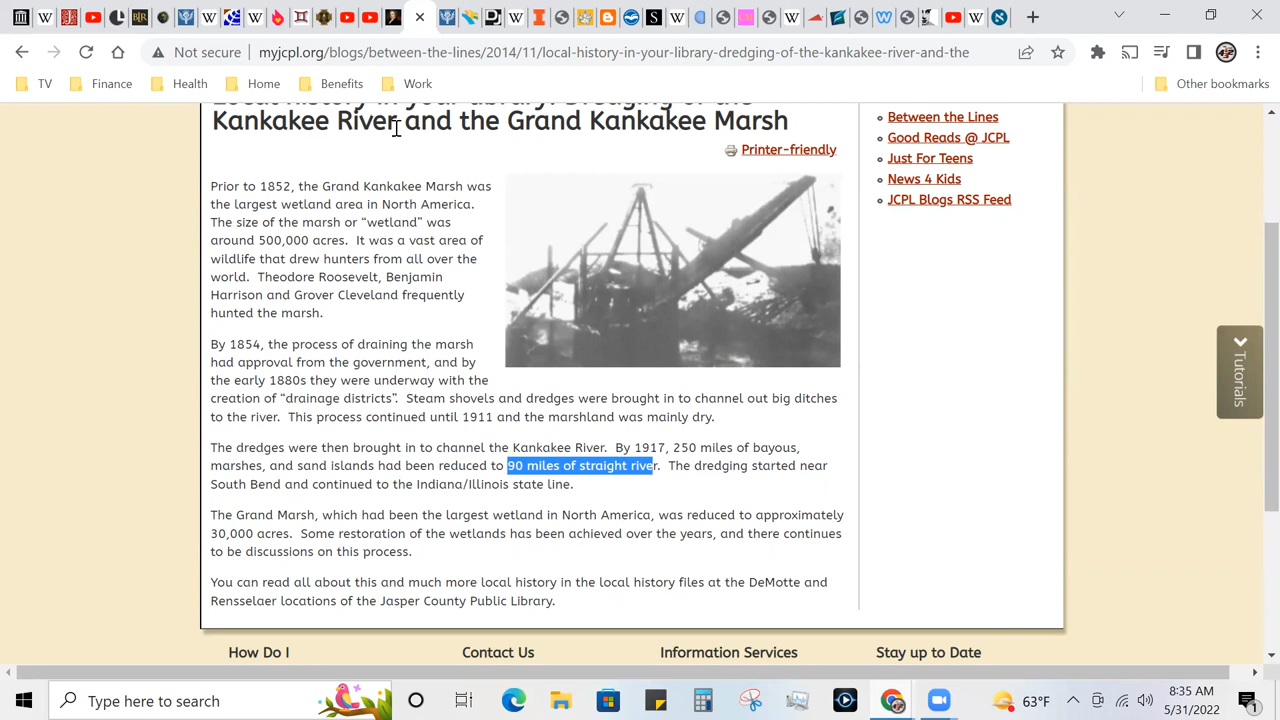 Not secure
myjcpl.org/blogs/between-the-lines/2014/11/local-history-in-your-library-dredging-of-the-kankakee-river-and-the
TV Finance Health Home Benefits Work Other bookmarks
Local history in your library: Dredging of the
Kankakee River and the Grand Kankakee Marsh
Printer-friendly
Prior to 1852, the Grand Kankakee Marsh was
the largest wetland area in North America.
The size of the marsh or “wetland” was
around 500,000 acres. It was a vast area of
wildlife that drew hunters from all over the
world. Theodore Roosevelt, Benjamin
Harrison and Grover Cleveland frequently
hunted the marsh.
By 1854, the process of draining the marsh
had approval from the government, and by
the early 1880s they were underway with the
creation of “drainage districts”. Steam shovels and dredges were brought in to channel out big ditches
to the river. This process continued until 1911 and the marshland was mainly dry.
The dredges were then brought in to channel the Kankakee River. By 1917, 250 miles of bayous,
marshes, and sand islands had been reduced to 90 miles of straight river. The dredging started near
South Bend and continued to the Indiana/Illinois state line.
The Grand Marsh, which had been the largest wetland in North America, was reduced to approximately
30,000 acres. Some restoration of the wetlands has been achieved over the years, and there continues
to be discussions on this process.
You can read all about this and much more local history in the local history files at the DeMotte and
Rensselaer locations of the Jasper County Public Library.
Between the Lines
Good Reads @ JCPL
Just For Teens
News 4 Kids
JCPL Blogs RSS Feed
Tutorials
How Do I Contact Us Information Services Stay up to Date
Type here to search
63°F
8:35 AM
5/31/2022
1